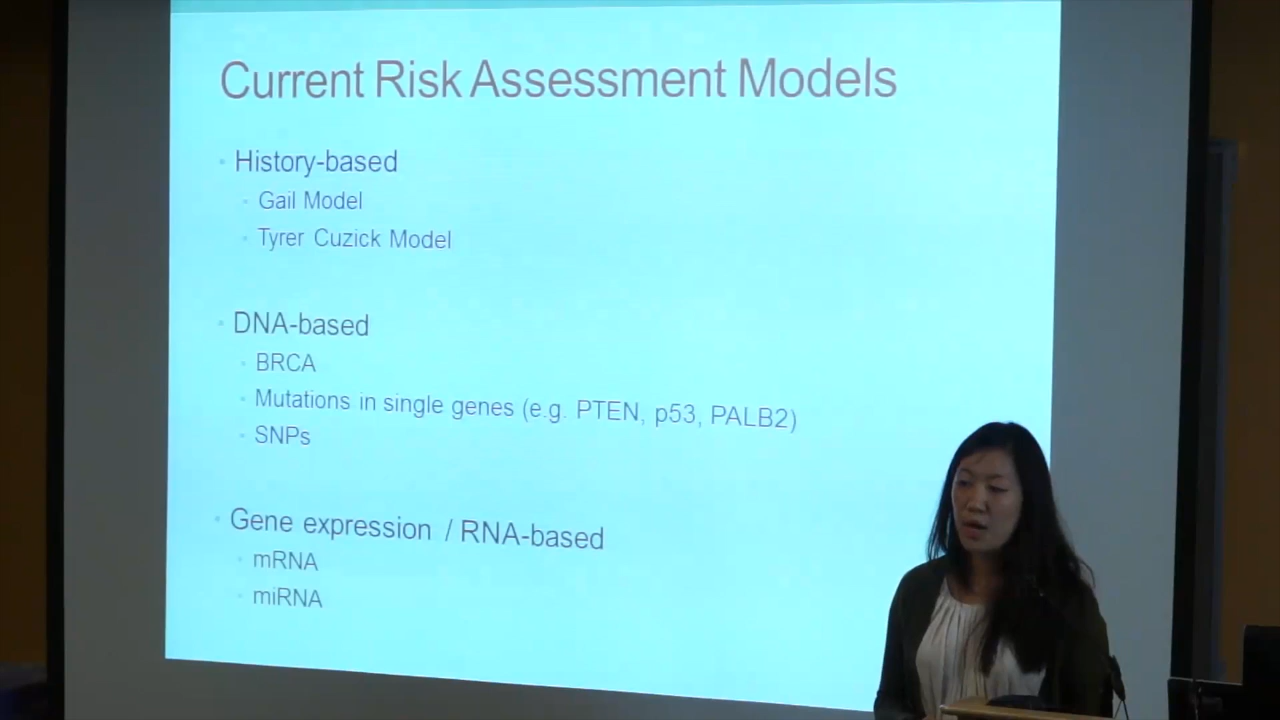 Current Risk Assessment Models
• History-based
• Gail Model
• Tyrer Cuzick Model
• DNA-based
• BRCA
• Mutations in single genes (e.g. PTEN, p53, PALB2)
• SNPs
• Gene expression / RNA-based
• mRNA
• miRNA